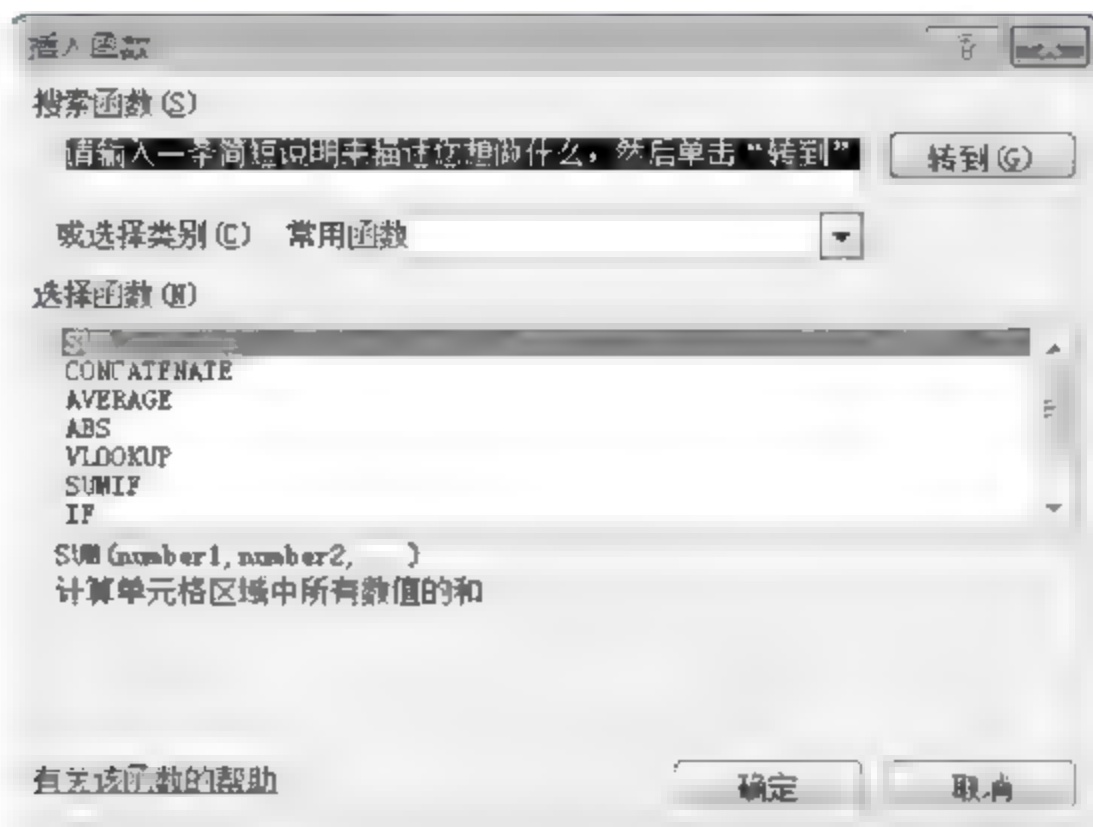 插入函数
搜索函数(S)
请输入一条简短说明来描述您想做什么，然后单击“转到”
转到(G)
或选择类别(C) 常用函数
选择函数(N)
CONCATENATE
AVERAGE
ABS
VLOOKUP
SUMIF
IF
SUM(number1,number2, )
计算单元格区域中所有数值的和
有关该函数的帮助
确定
取消